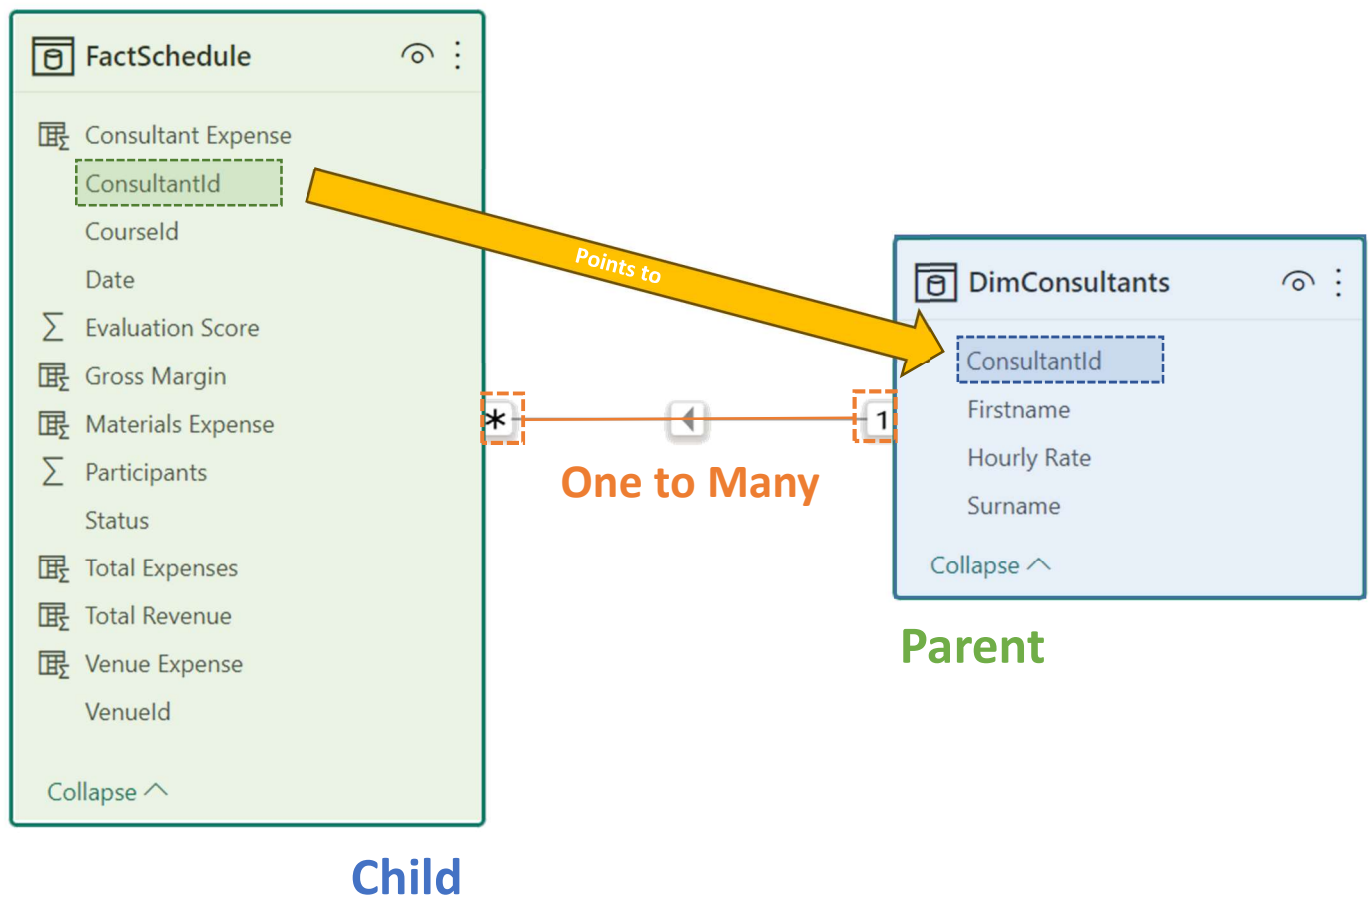 FactSchedule
Consultant Expense
ConsultantId
CourseId
Date
Evaluation Score
Gross Margin
Materials Expense
Participants
Status
Total Expenses
Total Revenue
Venue Expense
VenueId
Collapse
Child
Points to
*
1
One to Many
DimConsultants
ConsultantId
Firstname
Hourly Rate
Surname
Collapse
Parent